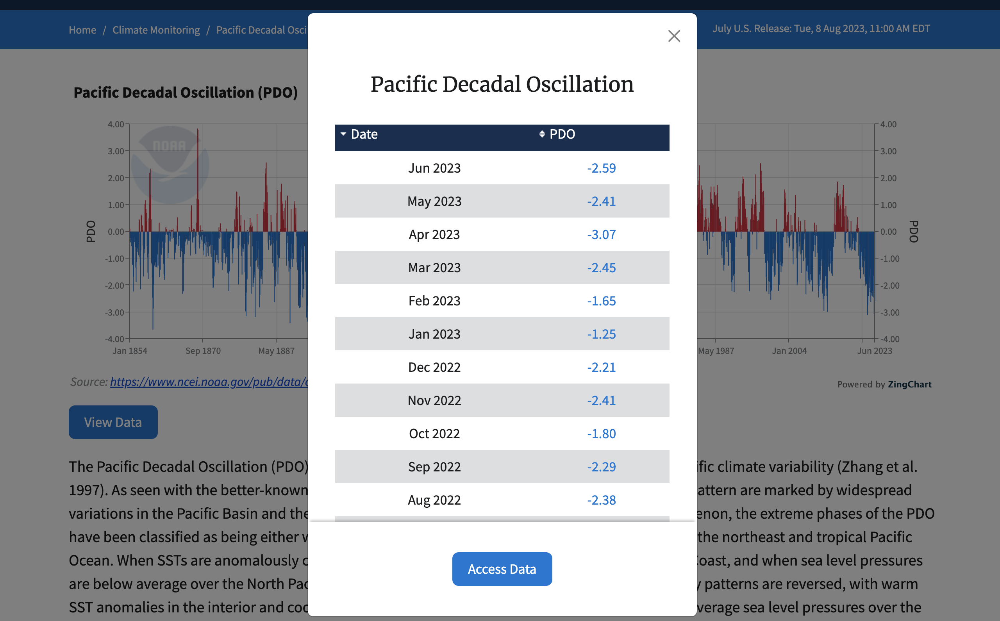 Home / Climate Monitoring / Pacific Decadal Osci
July U.S. Release: Tue, 8 Aug 2023, 11:00 AM EDT
Pacific Decadal Oscillation (PDO)
NOAA
4.00
3.00
2.00
1.00
0.00
-1.00
-2.00
-3.00
-4.00
PDO
Jan 1854 Sep 1870 May 1887
Source: https://www.ncei.noaa.gov/pub/data/c
View Data
The Pacific Decadal Oscillation (PDO)
1997). As seen with the better-known
variations in the Pacific Basin and the
have been classified as being either w
Ocean. When SSTs are anomalously c
are below average over the North Pac
SST anomalies in the interior and coo
Pacific Decadal Oscillation
Date PDO
Jun 2023 -2.59
May 2023 -2.41
Apr 2023 -3.07
Mar 2023 -2.45
Feb 2023 -1.65
Jan 2023 -1.25
Dec 2022 -2.21
Nov 2022 -2.41
Oct 2022 -1.80
Sep 2022 -2.29
Aug 2022 -2.38
Access Data
4.00
3.00
2.00
1.00
0.00
-1.00
-2.00
-3.00
-4.00
PDO
May 1987 Jan 2004 Jun 2023
Powered by ZingChart
ific climate variability (Zhang et al.
attern are marked by widespread
enon, the extreme phases of the PDO
the northeast and tropical Pacific
Coast, and when sea level pressures
y patterns are reversed, with warm
verage sea level pressures over the